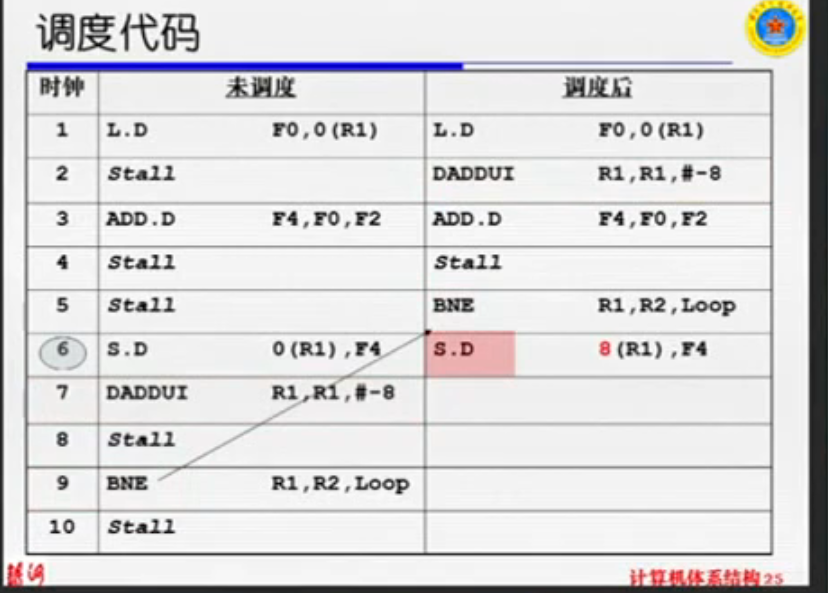 调度代码
时钟 未调度 调度后
1 L.D F0,0(R1) L.D F0,0(R1)
2 Stall DADDUI R1,R1,#-8
3 ADD.D F4,F0,F2 ADD.D F4,F0,F2
4 Stall Stall
5 Stall BNE R1,R2,Loop
6 S.D 0(R1),F4 S.D 8(R1),F4
7 DADDUI R1,R1,#-8
8 Stall
9 BNE R1,R2,Loop
10 Stall
计算机体系结构25